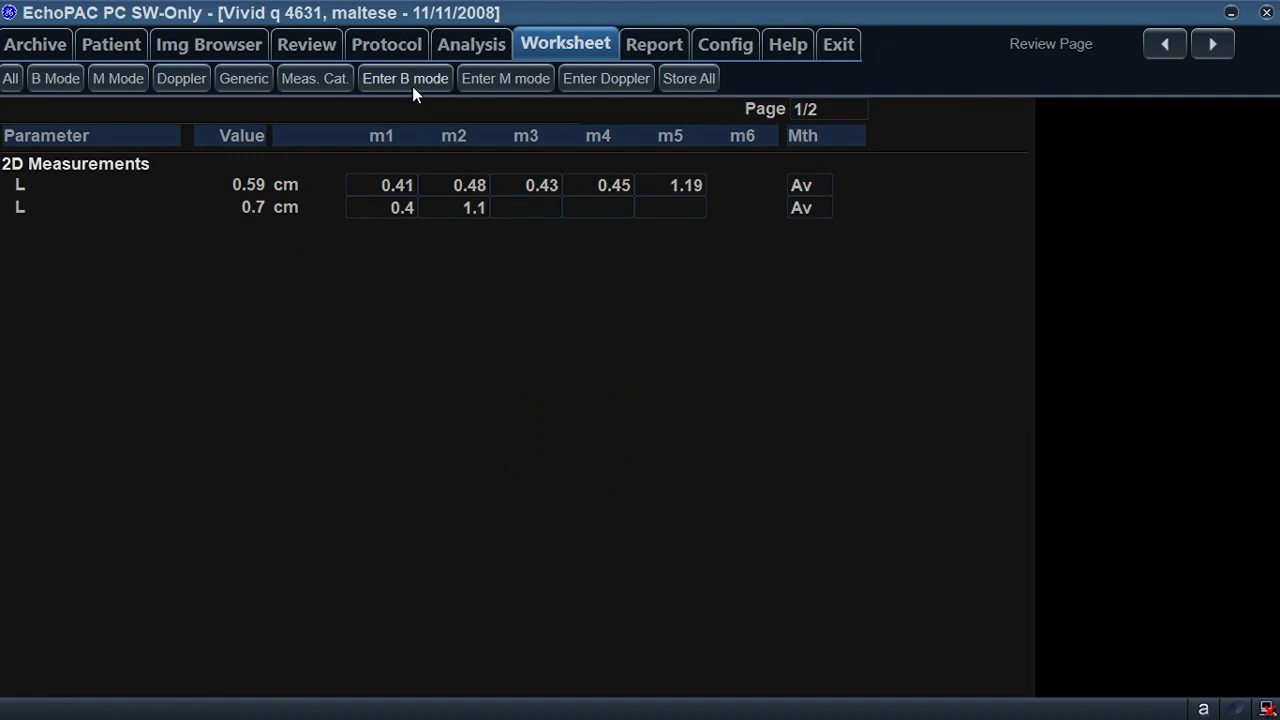 EchoPAC PC SW-Only - [Vivid q 4631, maltese - 11/11/2008]
Archive Patient Img Browser Review Protocol Analysis Worksheet Report Config Help Exit Review Page
All B Mode M Mode Doppler Generic Meas. Cat. Enter B mode Enter M mode Enter Doppler Store All
Page 1/2
Parameter Value m1 m2 m3 m4 m5 m6 Mth
2D Measurements
L 0.59 cm 0.41 0.48 0.43 0.45 1.19 Av
L 0.7 cm 0.4 1.1 Av
a